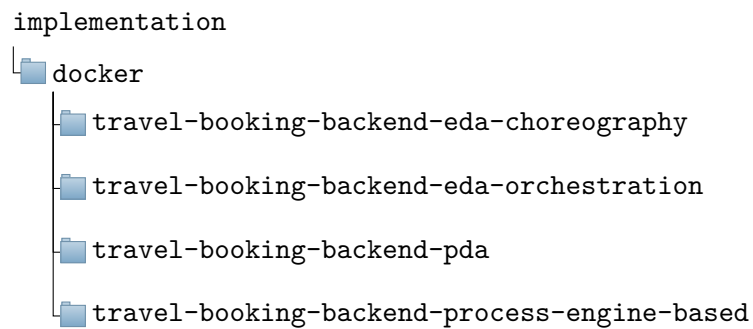 implementation
docker
travel-booking-backend-eda-choreography
travel-booking-backend-eda-orchestration
travel-booking-backend-pda
travel-booking-backend-process-engine-based